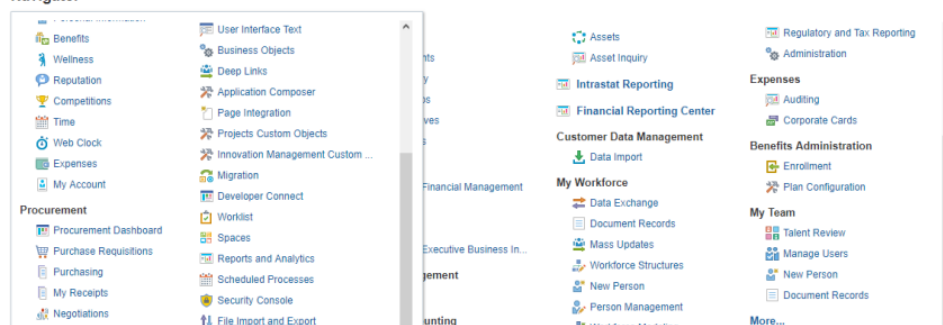 Benefits
Wellness
Reputation
Competitions
Time
Web Clock
Expenses
My Account
Procurement
Procurement Dashboard
Purchase Requisitions
Purchasing
My Receipts
Negotiations
User Interface Text
Business Objects
Deep Links
Application Composer
Page Integration
Projects Custom Objects
Innovation Management Custom ...
Migration
Developer Connect
Worklist
Spaces
Reports and Analytics
Scheduled Processes
Security Console
File Import and Export
Financial Management
Executive Business In...
Assets
Asset Inquiry
Intrastat Reporting
Financial Reporting Center
Customer Data Management
Data Import
My Workforce
Data Exchange
Document Records
Mass Updates
Workforce Structures
New Person
Person Management
Regulatory and Tax Reporting
Administration
Expenses
Auditing
Corporate Cards
Benefits Administration
Enrollment
Plan Configuration
My Team
Talent Review
Manage Users
New Person
Document Records
More...